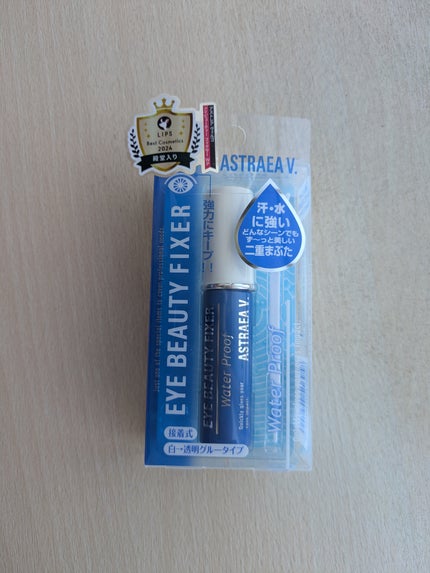 LIPS
Best Cosmetics
2024
殿堂入り
ASTRAEA V.
EYE BEAUTY FIXER
強力にキープ!!
汗・水
に強い
どんなシーンでも
ず〜っと美しい
二重まぶた
EYE BEAUTY FIXER
Water Proof
ASTRAEA V.
Water Proof
接着式
白→透明グルータイプ